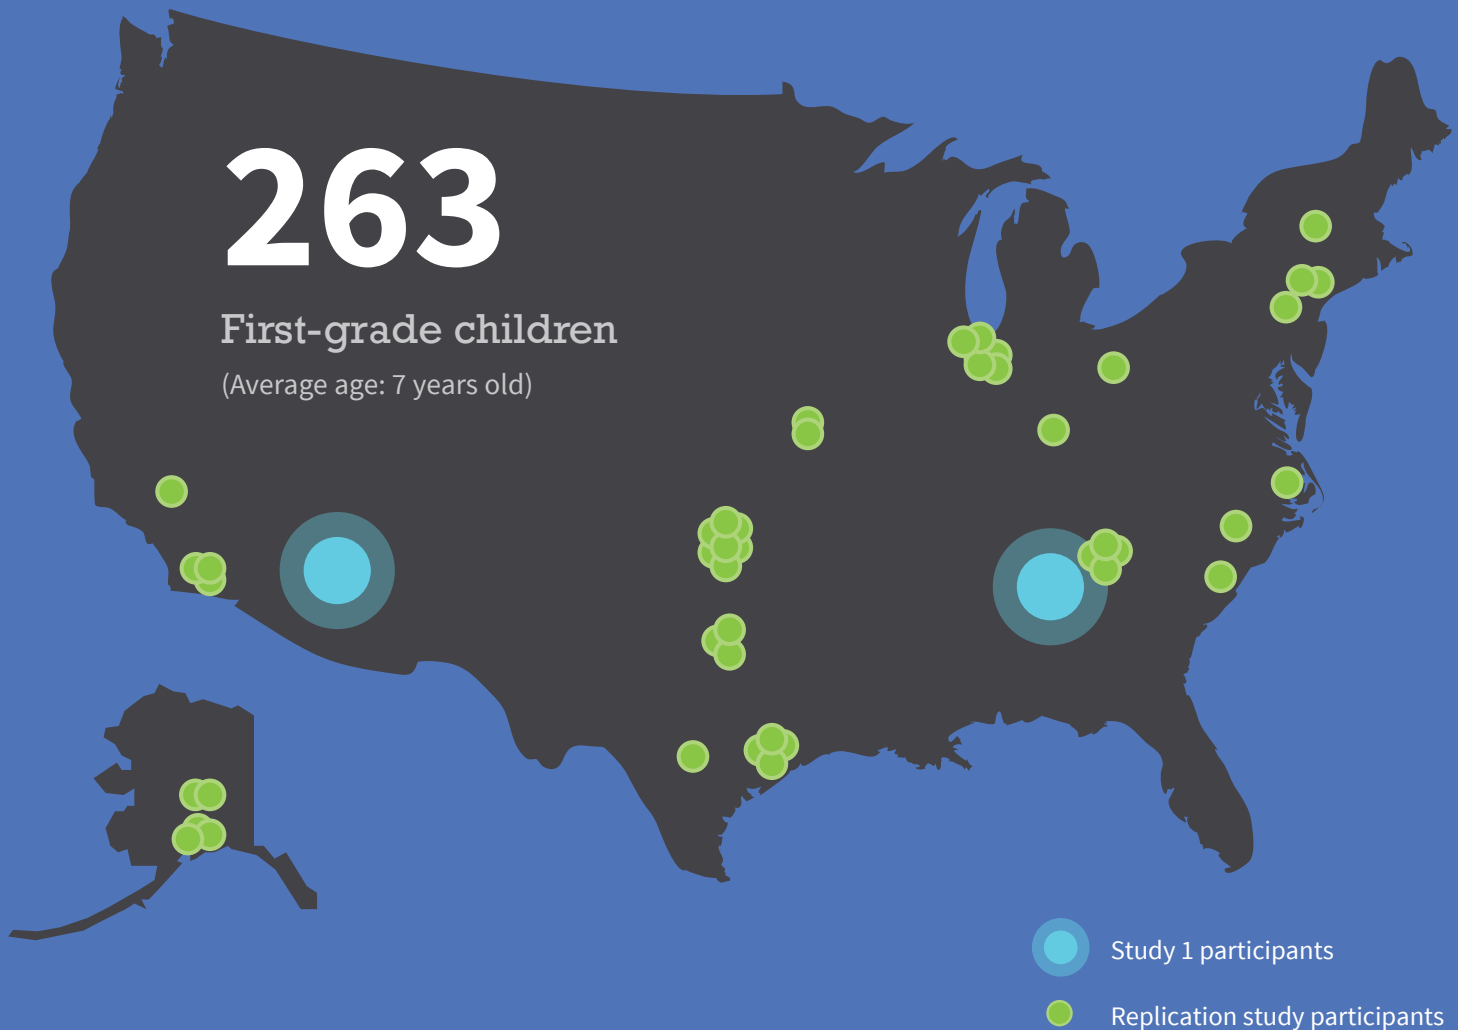 263
First-grade children
(Average age: 7 years old)
Study 1 participants
Replication study participants